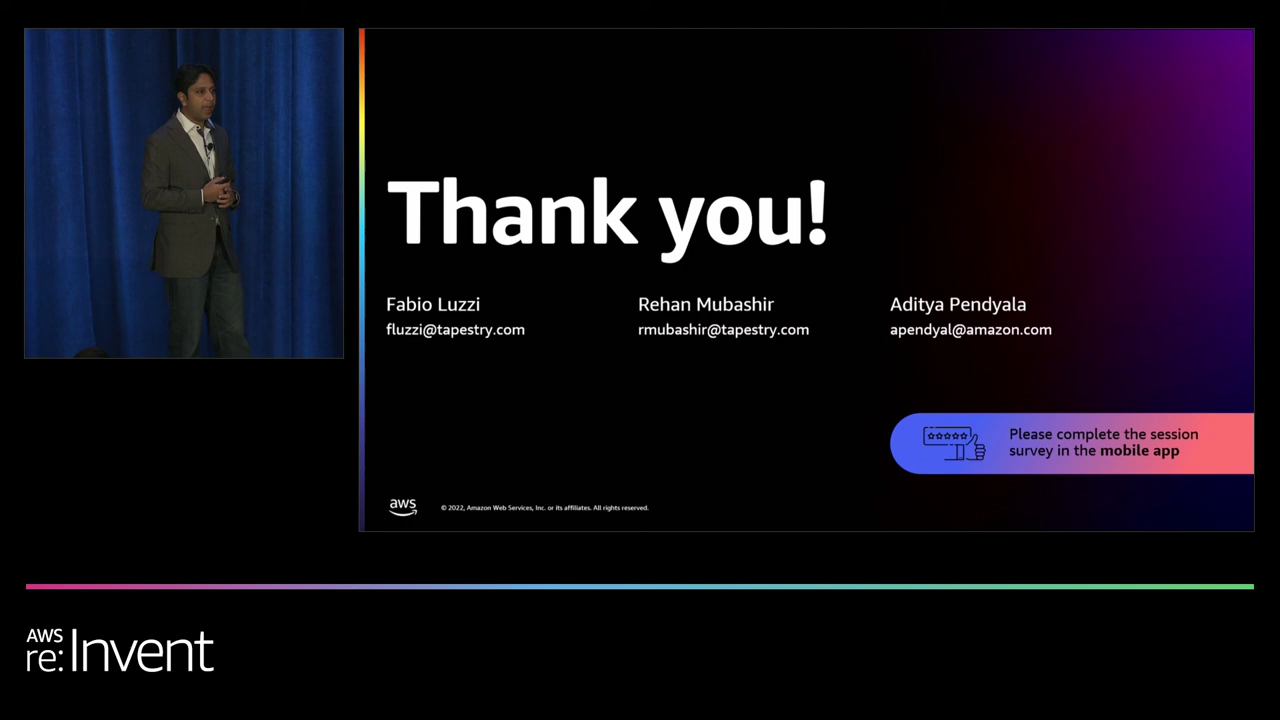 Thank you!
Fabio Luzzi
fluzzi@tapestry.com
Rehan Mubashir
rmubashir@tapestry.com
Aditya Pendyala
apendyal@amazon.com
Please complete the session
survey in the mobile app
aws
© 2022, Amazon Web Services, Inc. or its affiliates. All rights reserved.
AWS
re:Invent